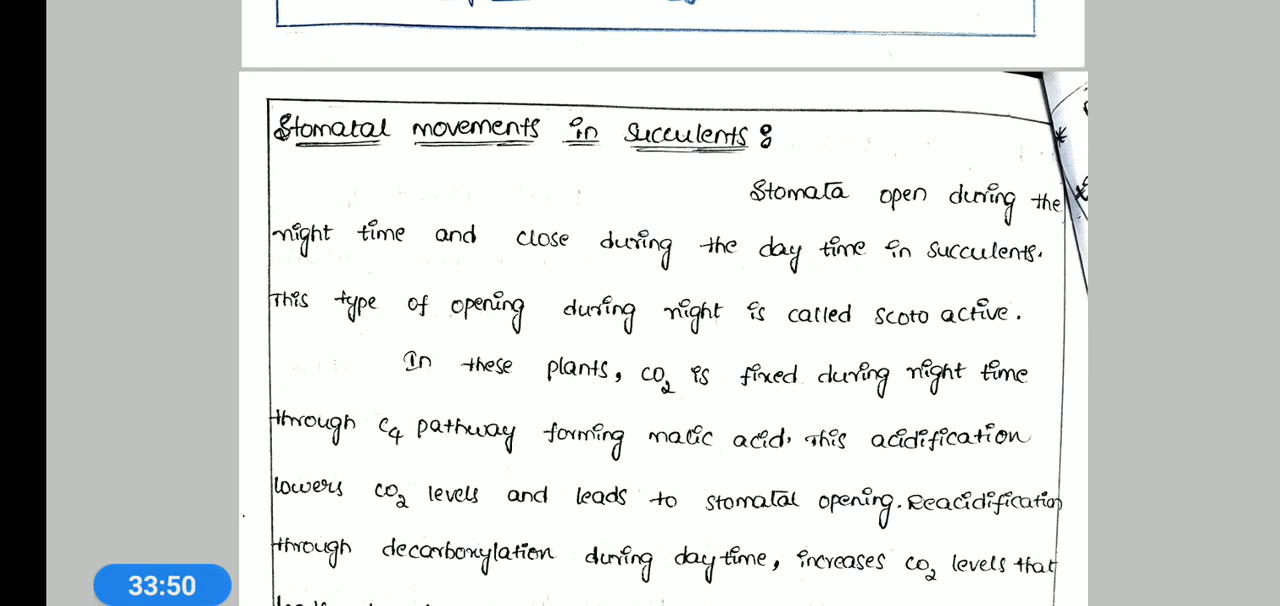 Stomatal movements in succulents :
Stomata open during the
night time and close during the day time in succulents.
This type of opening during night is called scoto active.
In these plants, CO₂ is fixed during night time
through C₄ pathway forming malic acid. This acidification
lowers CO₂ levels and leads to stomatal opening. Reacidification
through decarboxylation during day time, increases CO₂ levels that
33:50